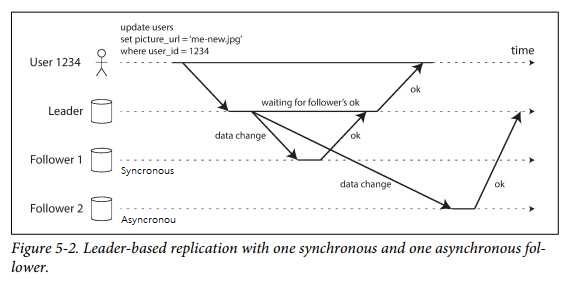 update users
set picture_url = 'me-new.jpg'
where user_id = 1234
time
User 1234
Leader
waiting for follower's ok
ok
data change
ok
Follower 1
Syncronous
data change
ok
Follower 2
Asyncronou
Figure 5-2. Leader-based replication with one synchronous and one asynchronous fol-
lower.